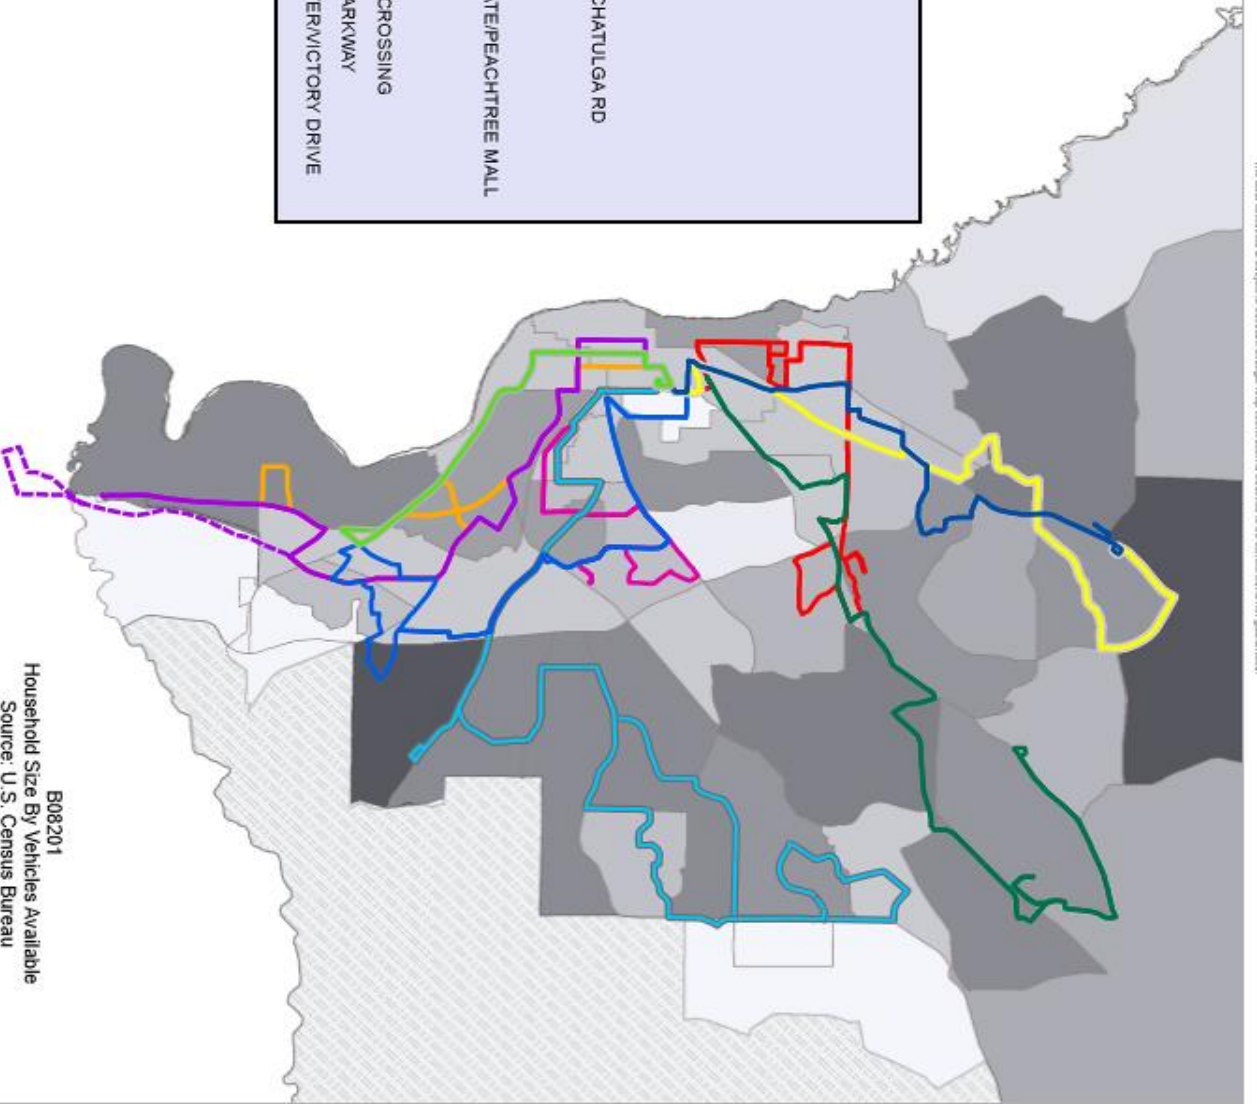 CHATULGA RD
ATE/PEACHTREE MALL
CROSSING
ARKWAY
ER/VICTORY DRIVE
B08201
Household Size By Vehicles Available
Source: U.S. Census Bureau